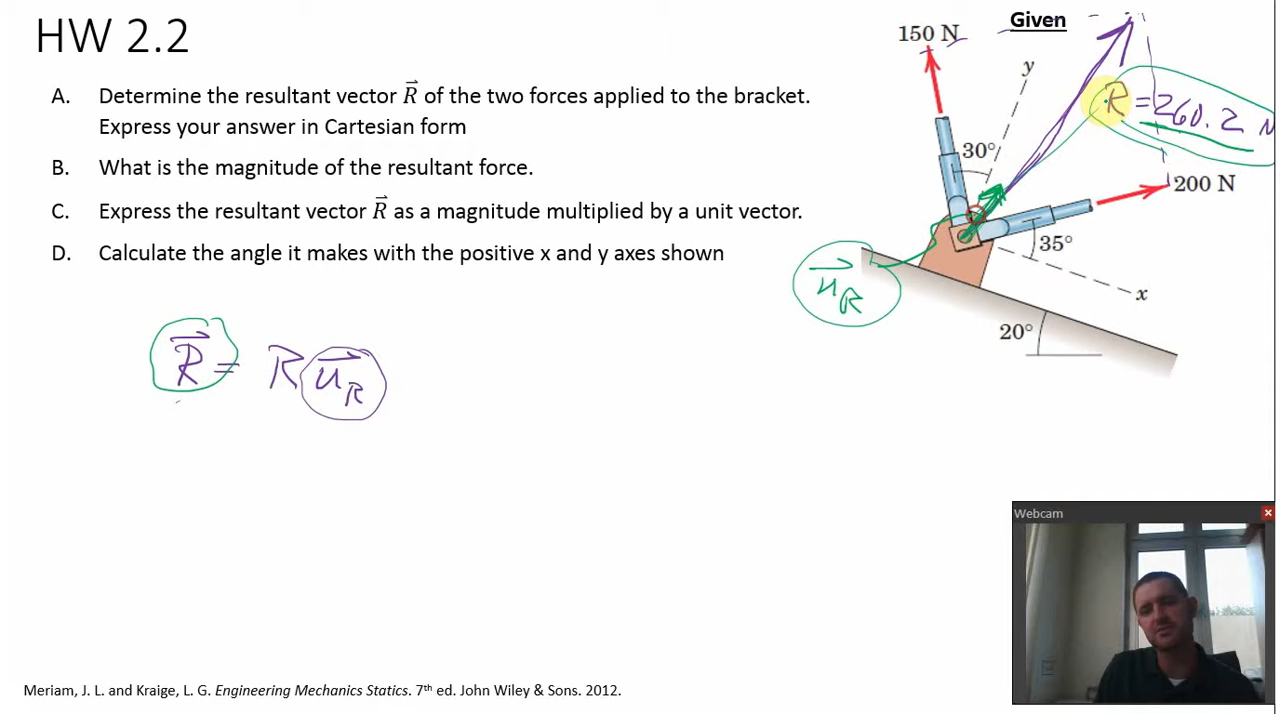 HW 2.2
A. Determine the resultant vector R⃗ of the two forces applied to the bracket.
Express your answer in Cartesian form
B. What is the magnitude of the resultant force.
C. Express the resultant vector R⃗ as a magnitude multiplied by a unit vector.
D. Calculate the angle it makes with the positive x and y axes shown
R⃗ = R u⃗R
Given
150 N
y
R = 260.2 N
30°
200 N
35°
u⃗R
x
20°
Webcam
Meriam, J. L. and Kraige, L. G. Engineering Mechanics Statics. 7th ed. John Wiley & Sons. 2012.